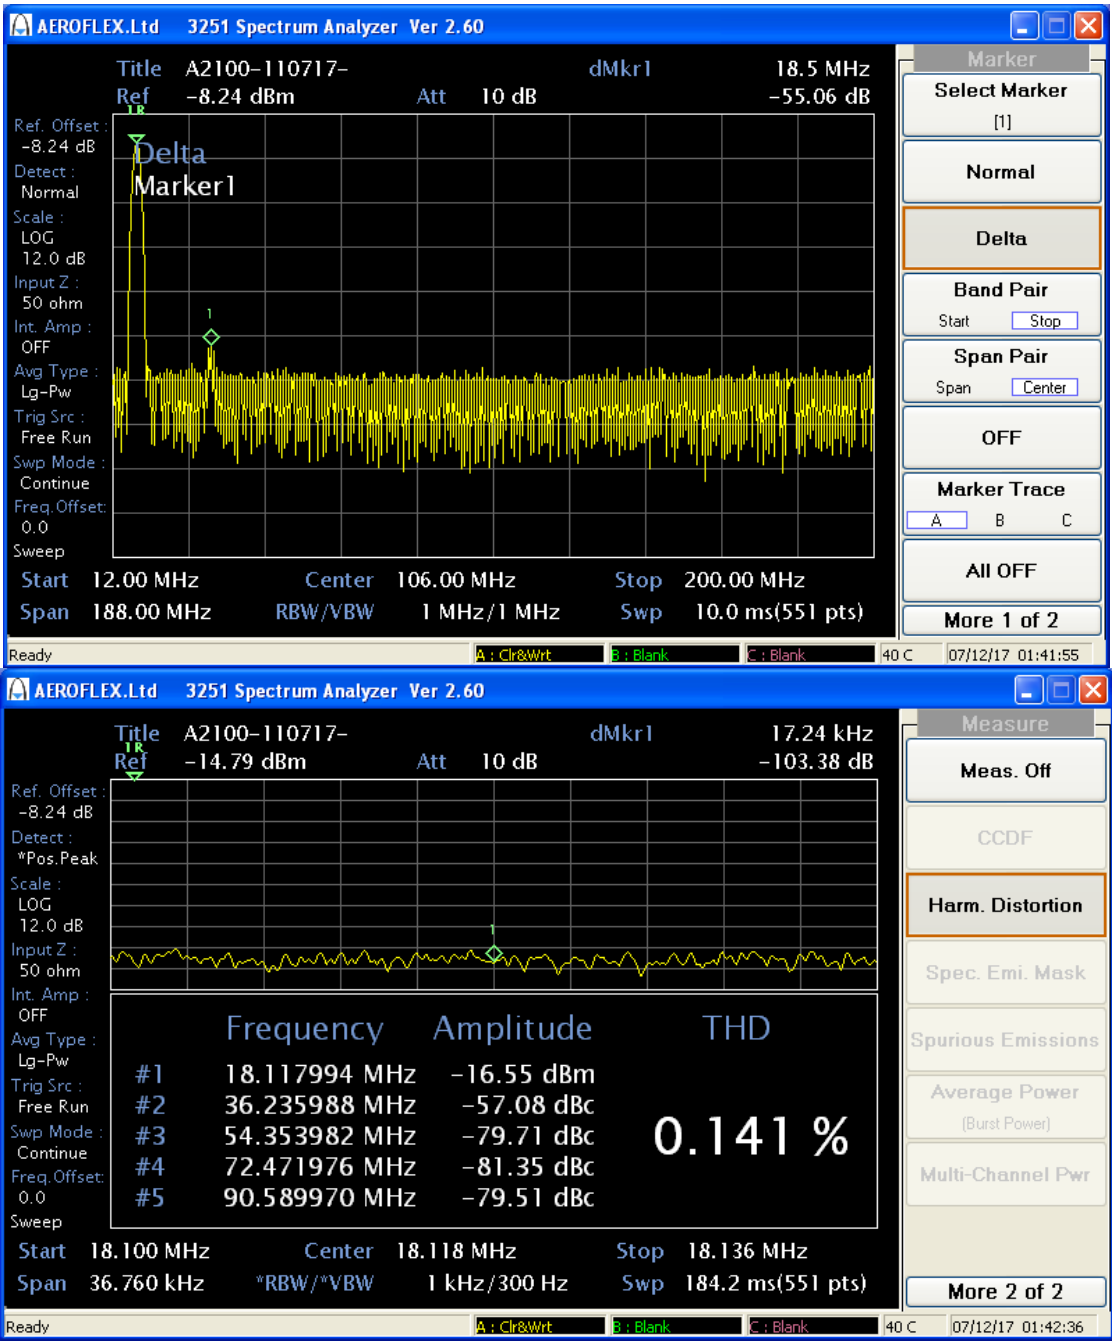 AEROFLEX.Ltd 3251 Spectrum Analyzer Ver 2.60
Title A2100-110717- dMkr1 18.5 MHz
Ref -8.24 dBm Att 10 dB -55.06 dB
1R
Ref. Offset :
-8.24 dB
Detect :
Normal
Scale :
LOG
12.0 dB
Input Z :
50 ohm
Int. Amp :
OFF
Avg Type :
Lg-Pw
Trig Src :
Free Run
Swp Mode :
Continue
Freq.Offset:
0.0
Sweep
Delta
Marker1
1
Start 12.00 MHz Center 106.00 MHz Stop 200.00 MHz
Span 188.00 MHz RBW/VBW 1 MHz/1 MHz Swp 10.0 ms(551 pts)
Marker
Select Marker
[1]
Normal
Delta
Band Pair
Start Stop
Span Pair
Span Center
OFF
Marker Trace
A B C
All OFF
More 1 of 2
Ready A : Clr&Wrt B : Blank C : Blank 40 C 07/12/17 01:41:55
AEROFLEX.Ltd 3251 Spectrum Analyzer Ver 2.60
Title A2100-110717- dMkr1 17.24 kHz
1R
Ref -14.79 dBm Att 10 dB -103.38 dB
Ref. Offset :
-8.24 dB
Detect :
*Pos.Peak
Scale :
LOG
12.0 dB
Input Z :
50 ohm
Int. Amp :
OFF
Avg Type :
Lg-Pw
Trig Src :
Free Run
Swp Mode :
Continue
Freq.Offset:
0.0
Sweep
1
Frequency Amplitude THD
#1 18.117994 MHz -16.55 dBm
#2 36.235988 MHz -57.08 dBc
#3 54.353982 MHz -79.71 dBc
#4 72.471976 MHz -81.35 dBc
#5 90.589970 MHz -79.51 dBc
0.141 %
Start 18.100 MHz Center 18.118 MHz Stop 18.136 MHz
Span 36.760 kHz *RBW/*VBW 1 kHz/300 Hz Swp 184.2 ms(551 pts)
Measure
Meas. Off
CCDF
Harm. Distortion
Spec. Emi. Mask
Spurious Emissions
Average Power
(Burst Power)
Multi-Channel Pwr
More 2 of 2
Ready A : Clr&Wrt B : Blank C : Blank 40 C 07/12/17 01:42:36